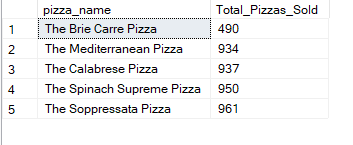 pizza_name Total_Pizzas_Sold
1 The Brie Carre Pizza 490
2 The Mediterranean Pizza 934
3 The Calabrese Pizza 937
4 The Spinach Supreme Pizza 950
5 The Soppressata Pizza 961